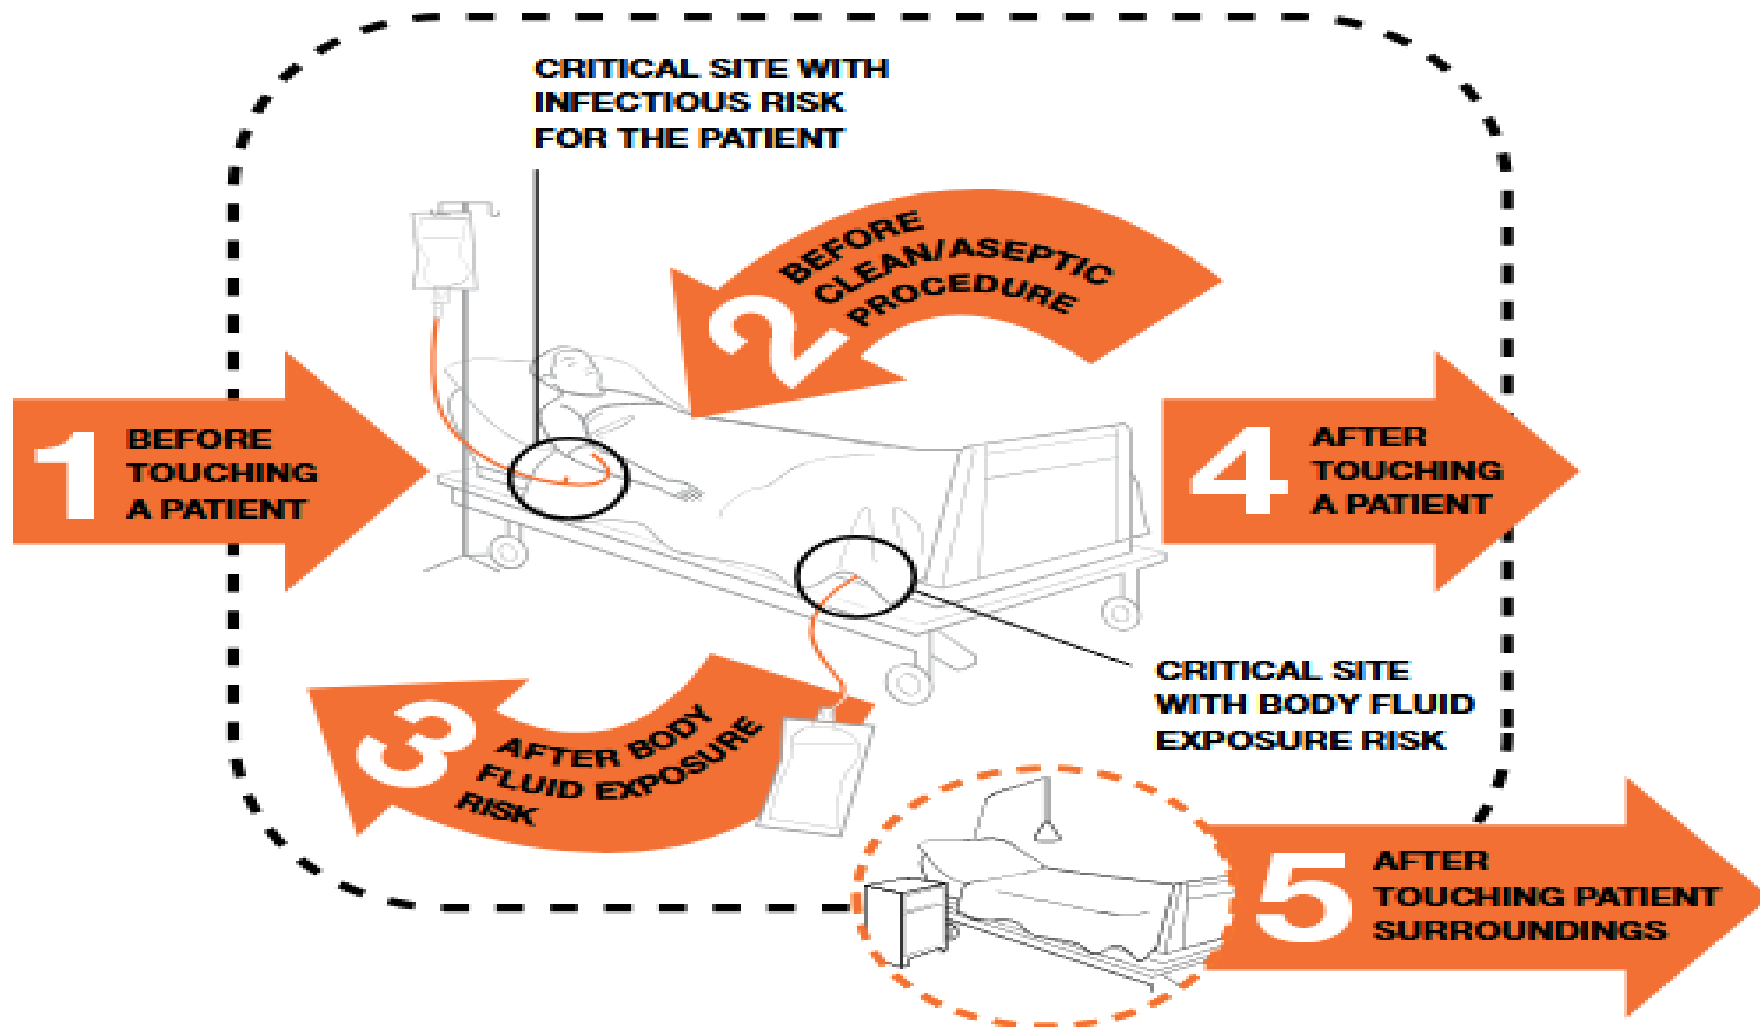 CRITICAL SITE WITH
INFECTIOUS RISK
FOR THE PATIENT
2
BEFORE
CLEAN/ASEPTIC
PROCEDURE
1
BEFORE
TOUCHING
A PATIENT
4
AFTER
TOUCHING
A PATIENT
3
AFTER BODY
FLUID EXPOSURE
RISK
CRITICAL SITE
WITH BODY FLUID
EXPOSURE RISK
5
AFTER
TOUCHING PATIENT
SURROUNDINGS